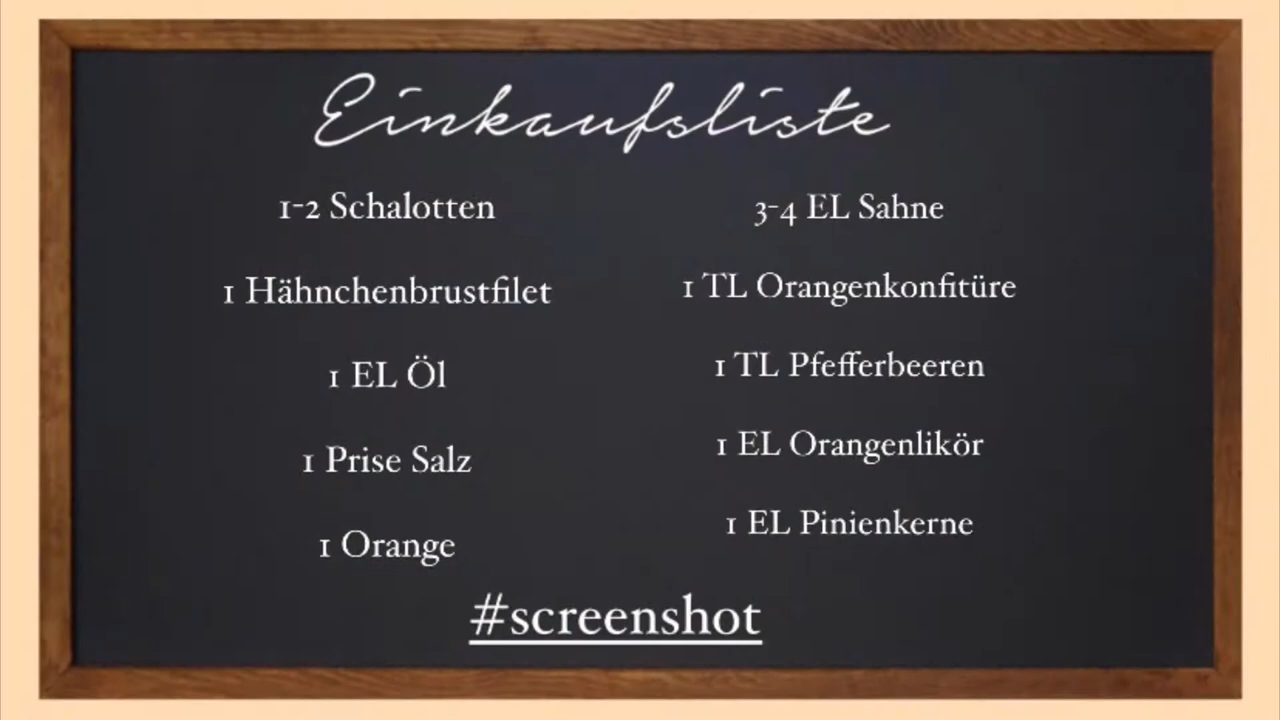 Einkaufsliste
1-2 Schalotten
1 Hähnchenbrustfilet
1 EL Öl
1 Prise Salz
1 Orange
3-4 EL Sahne
1 TL Orangenkonfitüre
1 TL Pfefferbeeren
1 EL Orangenlikör
1 EL Pinienkerne
#screenshot